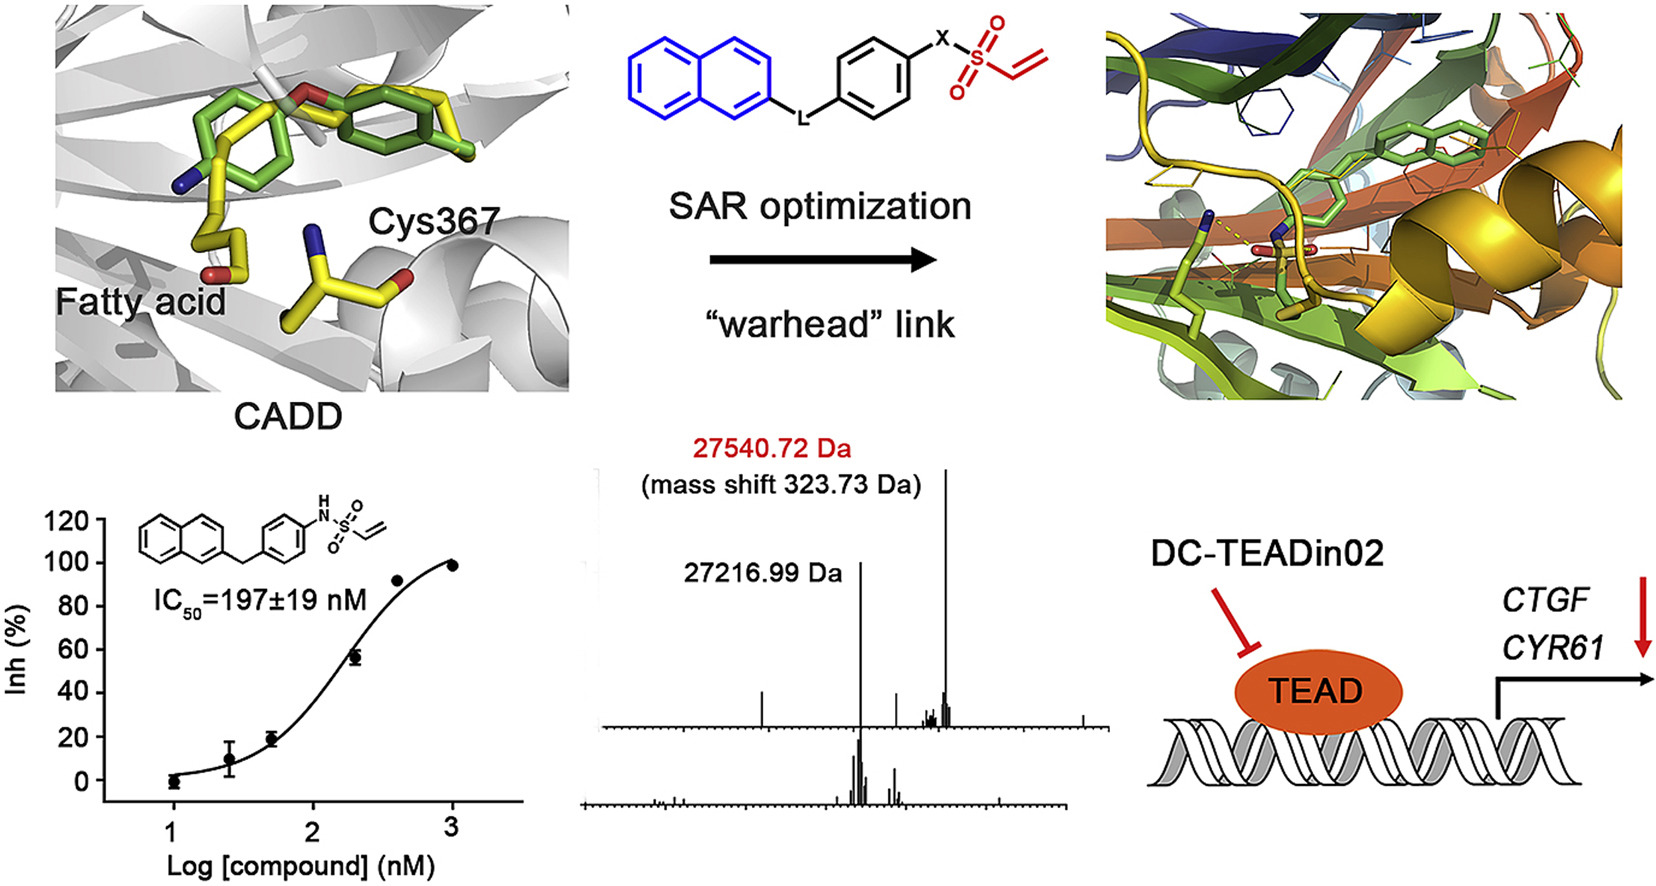 Cys367
Fatty acid
CADD
L
X
S
O
O
SAR optimization
“warhead” link
120
100
80
60
40
20
0
Inh (%)
H
N
S
O
O
IC50=197±19 nM
1
2
3
Log [compound] (nM)
27540.72 Da
(mass shift 323.73 Da)
27216.99 Da
DC-TEADin02
CTGF
CYR61
TEAD